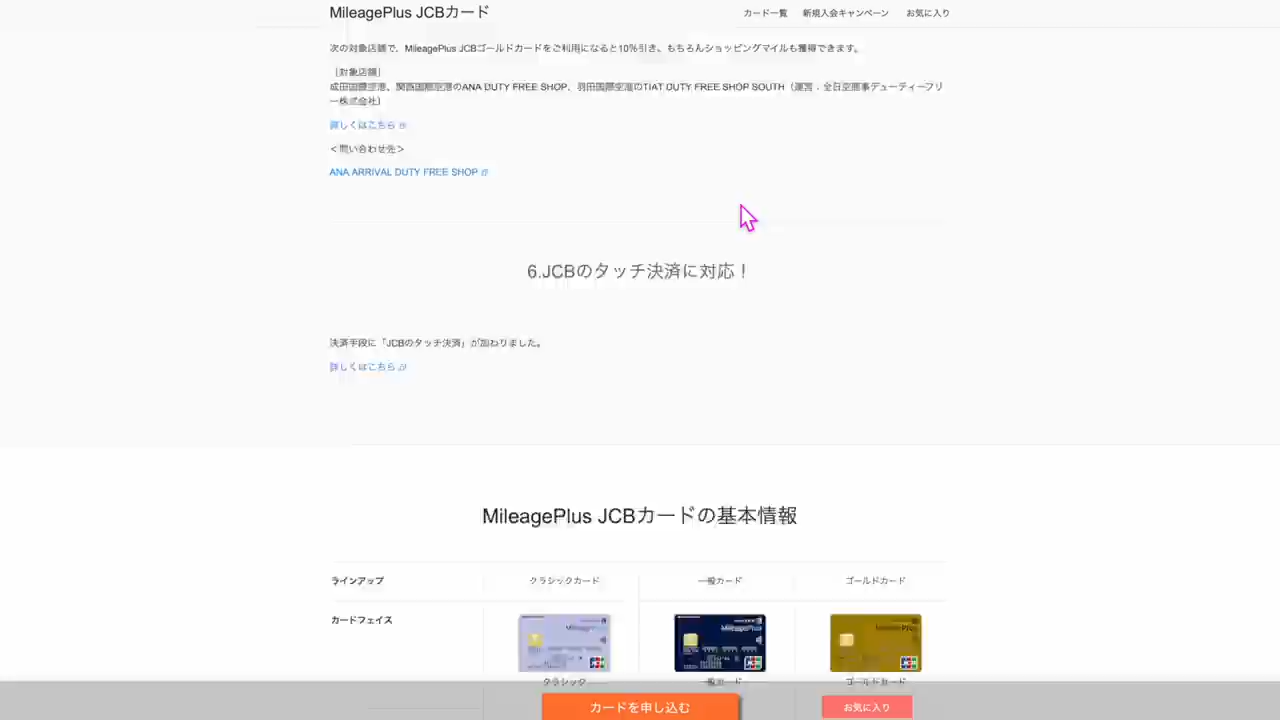 MileagePlus JCBカード
カード一覧 新規入会キャンペーン お気に入り
次の対象店舗で、MileagePlus JCBゴールドカードをご利用になると10％引き、もちろんショッピングマイルも獲得できます。
［対象店舗］
成田国際空港、関西国際空港のANA DUTY FREE SHOP、羽田国際空港のTIAT DUTY FREE SHOP SOUTH（運営：全日空商事デューティーフリ
ー株式会社）
詳しくはこちら
＜問い合わせ先＞
ANA ARRIVAL DUTY FREE SHOP
6.JCBのタッチ決済に対応！
決済手段に「JCBのタッチ決済」が加わりました。
詳しくはこちら
MileagePlus JCBカードの基本情報
ラインアップ クラシックカード 一般カード ゴールドカード
カードフェイス
MileagePlus
JCB JCB JCB
クラシック 一般カード ゴールドカード
カードを申し込む お気に入り